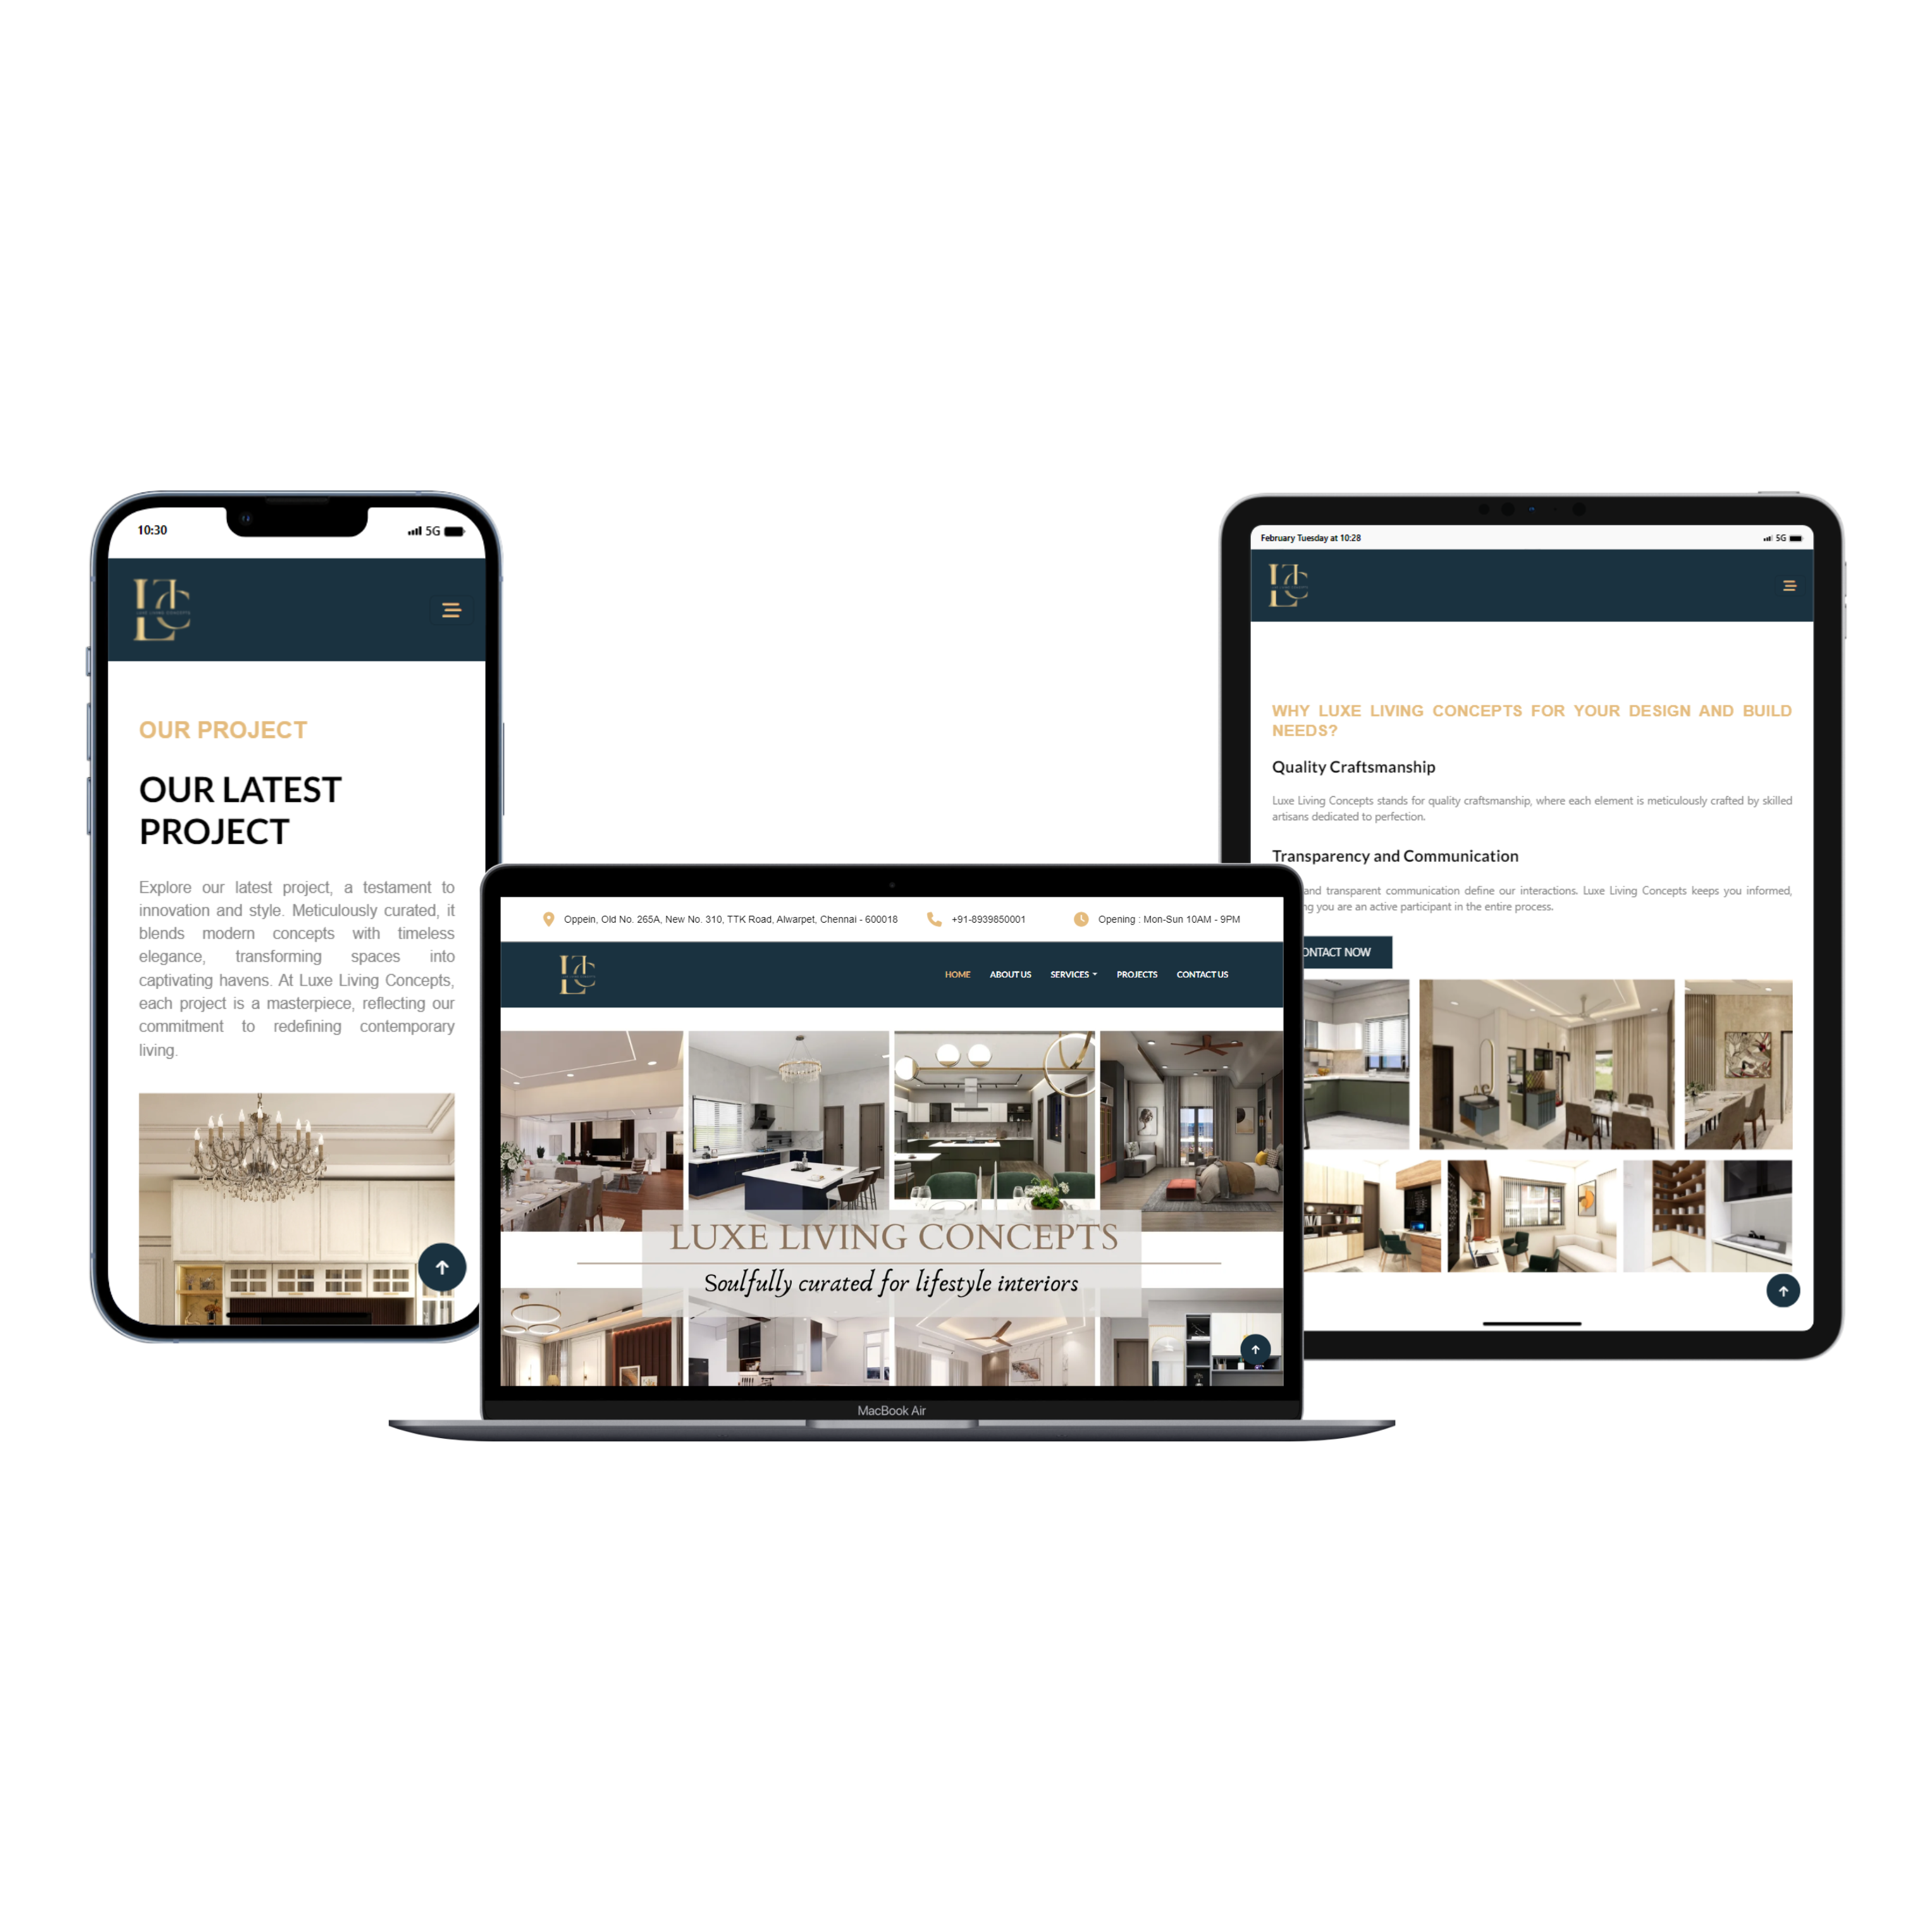 10:30
5G
LLC
OUR PROJECT
OUR LATEST
PROJECT
Explore our latest project, a testament to
innovation and style. Meticulously curated, it
blends modern concepts with timeless
elegance, transforming spaces into
captivating havens. At Luxe Living Concepts,
each project is a masterpiece, reflecting our
commitment to redefining contemporary
living.
Oppein, Old No. 265A, New No. 310, TTK Road, Alwarpet, Chennai - 600018
+91-8939850001
Opening : Mon-Sun 10AM - 9PM
LLC
HOME ABOUT US SERVICES PROJECTS CONTACT US
LUXE LIVING CONCEPTS
Soulfully curated for lifestyle interiors
MacBook Air
February Tuesday at 10:28
5G
LLC
WHY LUXE LIVING CONCEPTS FOR YOUR DESIGN AND BUILD
NEEDS?
Quality Craftsmanship
Luxe Living Concepts stands for quality craftsmanship, where each element is meticulously crafted by skilled
artisans dedicated to perfection.
Transparency and Communication
and transparent communication define our interactions. Luxe Living Concepts keeps you informed,
you are an active participant in the entire process.
ONTACT NOW